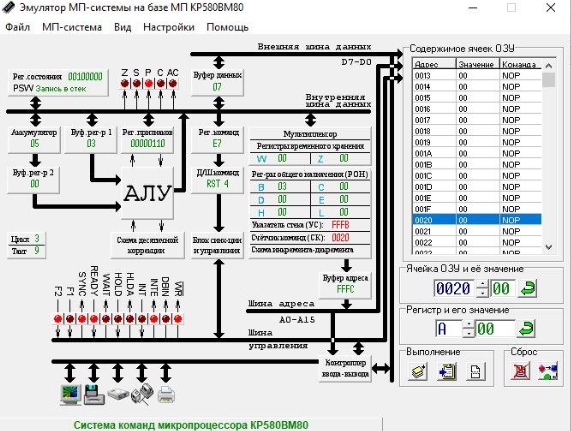 Эмулятор МП-системы на базе МП КР580ВМ80
Файл МП-система Вид Настройки Помощь
Внешняя шина данных
D7-D0
Рег.состояния 00100000
PSW Запись в стек
Z S P C AC
Буфер данных
07
Внутренняя
шина данных
Аккумулятор
05
Буф.рег-р 1
03
Рег.признаков
00000110
Рег.команд
E7
Мультиплексор
Регистры временного хранения
W 00 Z 00
Буф.рег-р 2
00
АЛУ
Д/Ш команд
RST 4
Рег-ры общего назначения (РОН)
B 03 C 00
D 00 E 00
H 00 L 00
Указатель стека (УС): FFFB
Счётчик команд (СК): 0020
Схема инкремента-декремента
Цикл 3
Такт 9
Схема десятичной
коррекции
Блок синх-ции
и управления
Буфер адреса
FFFC
F2 F1 SYNC READY WAIT HOLD HLDA INT INTE DBIN WR
Шина адреса
A0-A15
Шина
управления
Контроллер
ввода-вывода
Содержимое ячеек ОЗУ
Адрес Значение Команда
0013 00 NOP
0014 00 NOP
0015 00 NOP
0016 00 NOP
0017 00 NOP
0018 00 NOP
0019 00 NOP
001A 00 NOP
001B 00 NOP
001C 00 NOP
001D 00 NOP
001E 00 NOP
001F 00 NOP
0020 00 NOP
0021 00 NOP
0022 00 NOP
Ячейка ОЗУ и её значение
0020 00
Регистр и его значение
A 00
Выполнение
Сброс
Система команд микропроцессора КР580ВМ80